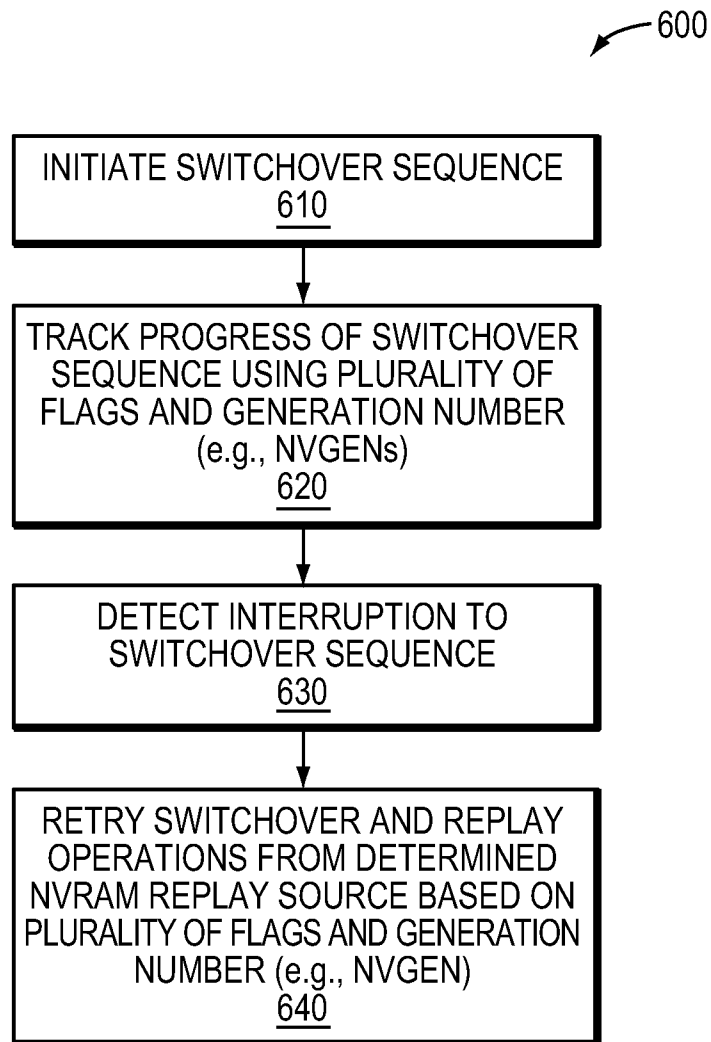 600
INITIATE SWITCHOVER SEQUENCE
610
TRACK PROGRESS OF SWITCHOVER
SEQUENCE USING PLURALITY OF
FLAGS AND GENERATION NUMBER
(e.g., NVGENs)
620
DETECT INTERRUPTION TO
SWITCHOVER SEQUENCE
630
RETRY SWITCHOVER AND REPLAY
OPERATIONS FROM DETERMINED
NVRAM REPLAY SOURCE BASED ON
PLURALITY OF FLAGS AND GENERATION
NUMBER (e.g., NVGEN)
640